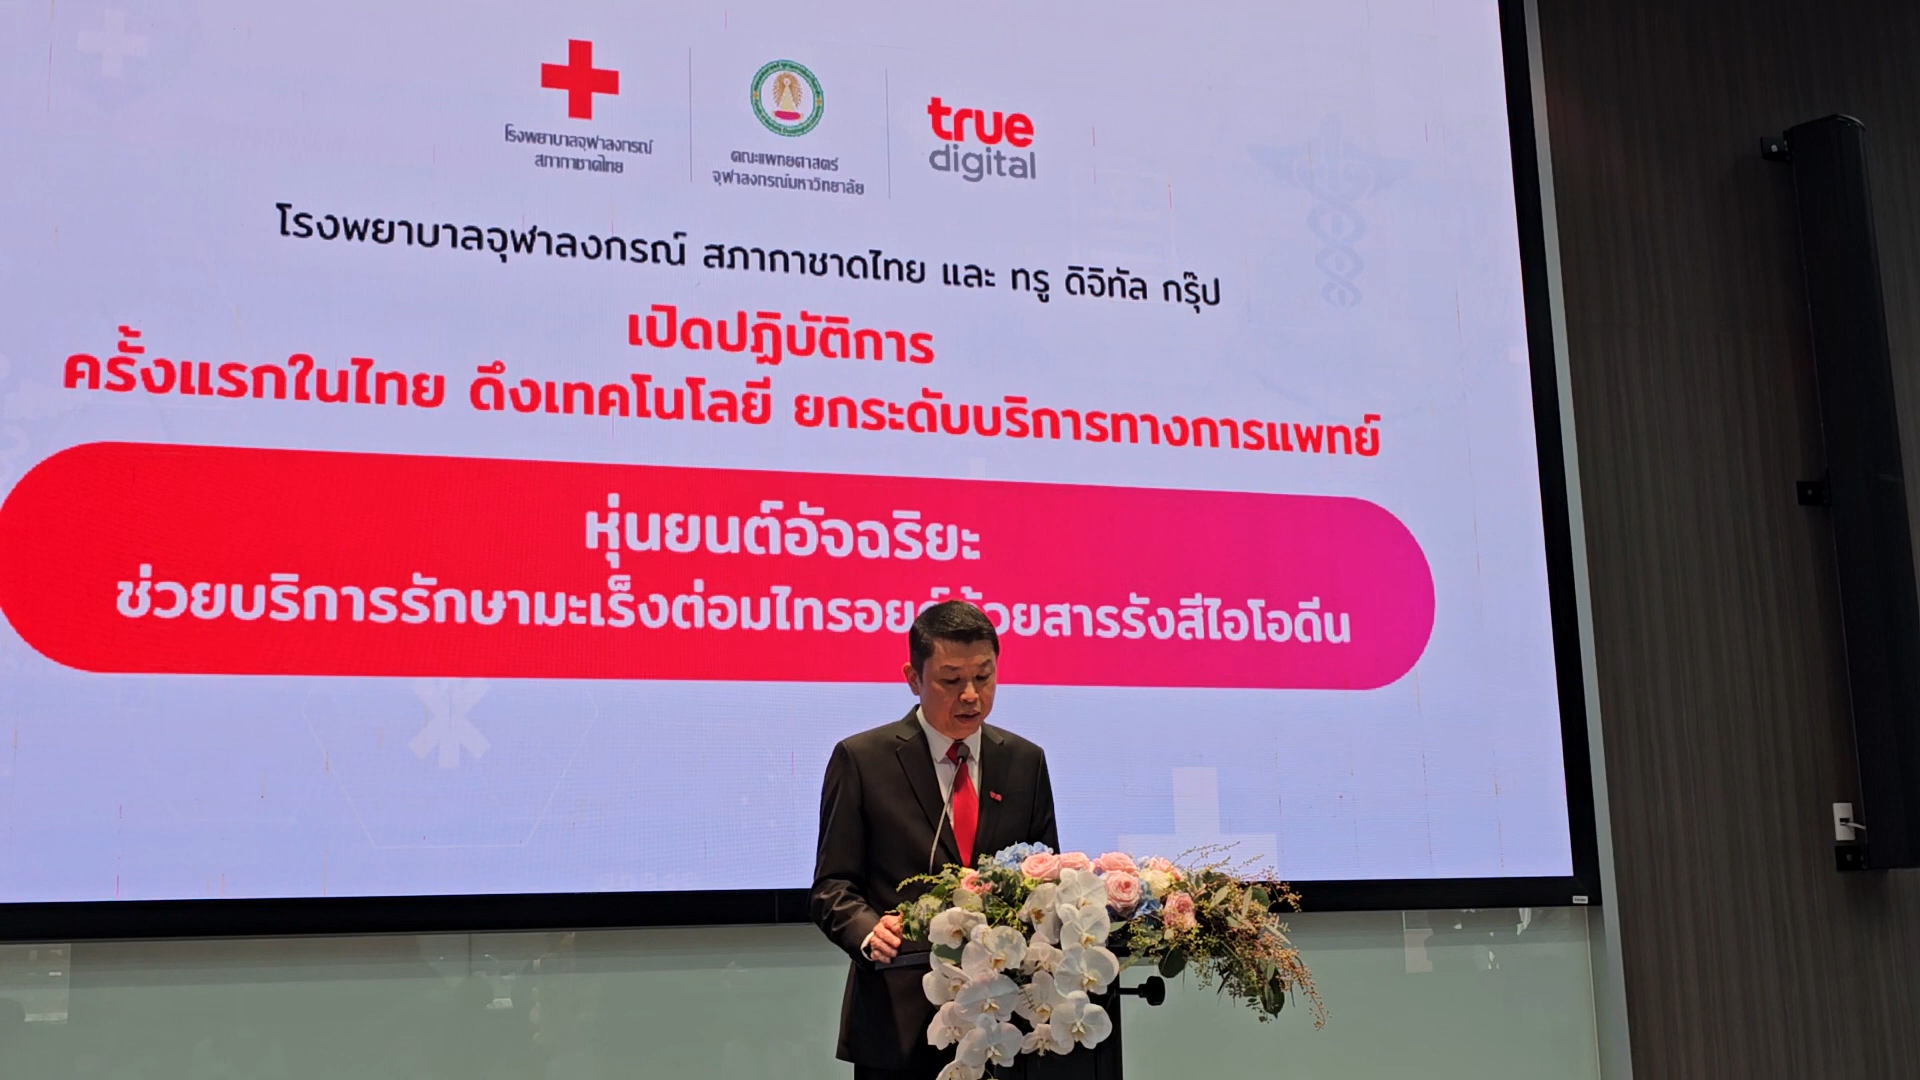 โรงพยาบาลจุฬาลงกรณ์
สภากาชาดไทย
คณะแพทยศาสตร์
จุฬาลงกรณ์มหาวิทยาลัย
true
digital
โรงพยาบาลจุฬาลงกรณ์ สภากาชาดไทย และ ทรู ดิจิทัล กรุ๊ป
เปิดปฏิบัติการ
ครั้งแรกในไทย ดึงเทคโนโลยี ยกระดับบริการทางการแพทย์
หุ่นยนต์อัจฉริยะ
ช่วยบริการรักษามะเร็งต่อมไทรอยด์ด้วยสารรังสีไอโอดีน